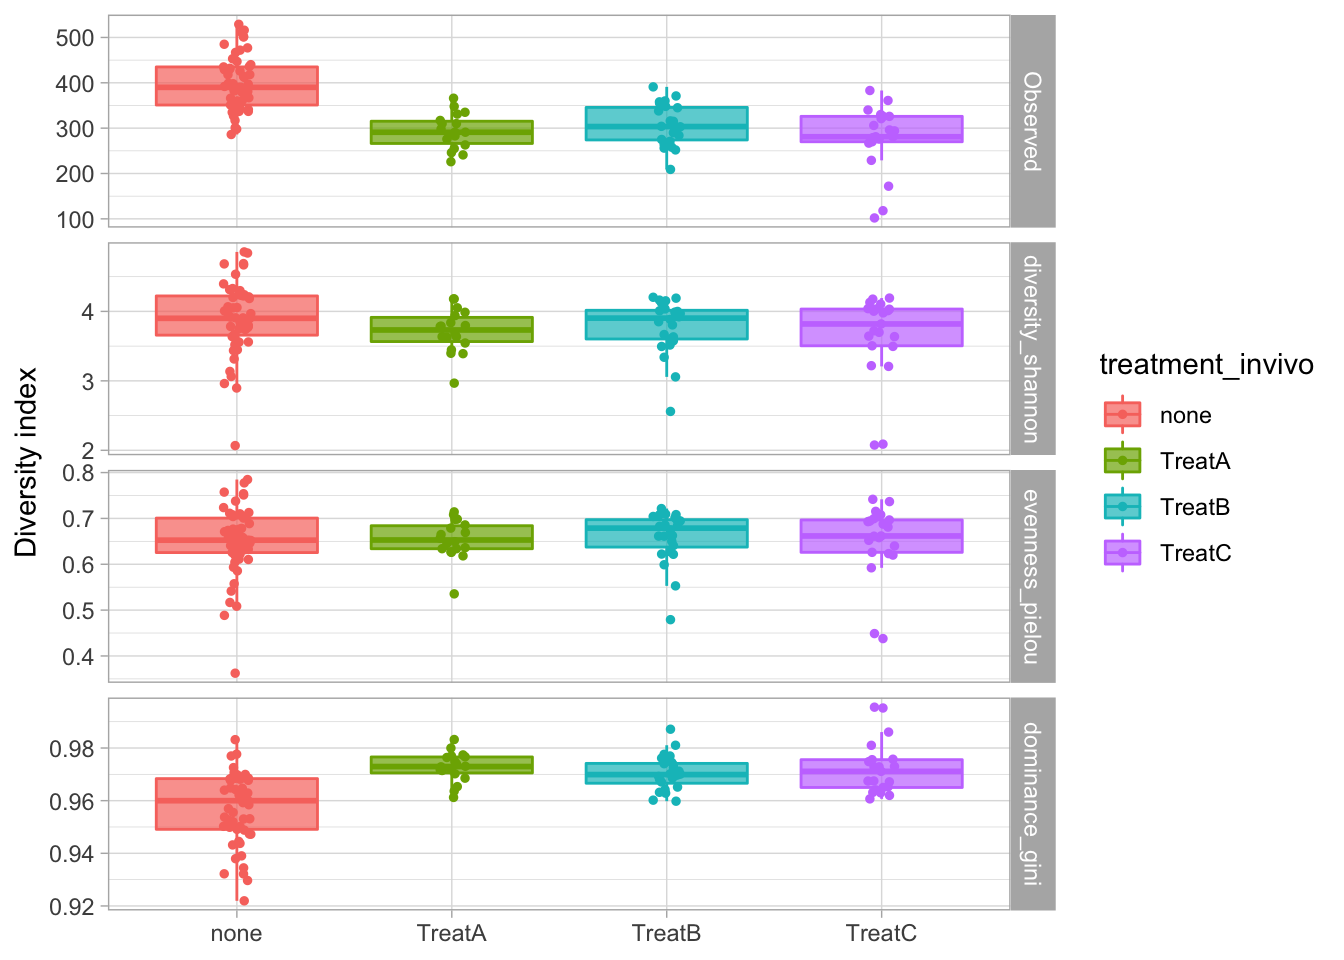 Diversity index
500
400
300
200
100
Observed
4
3
2
diversity_shannon
0.8
0.7
0.6
0.5
0.4
evenness_pielou
0.98
0.96
0.94
0.92
dominance_gini
none
TreatA
TreatB
TreatC
treatment_invivo
none
TreatA
TreatB
TreatC